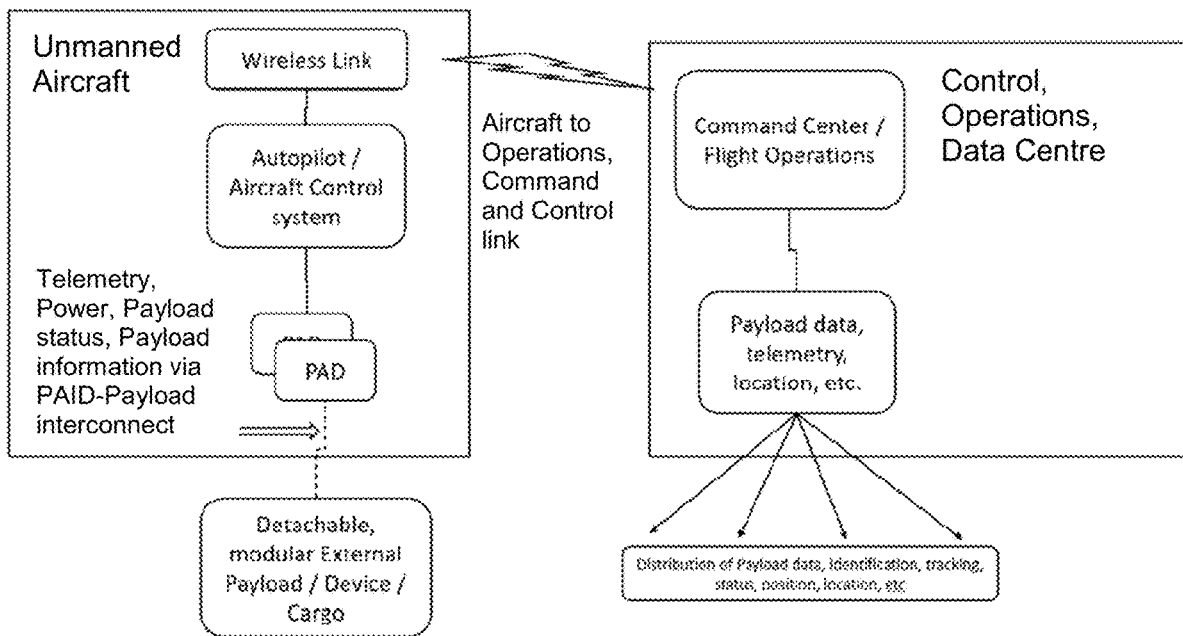 Unmanned
Aircraft
Wireless Link
Autopilot /
Aircraft Control
system
Telemetry,
Power, Payload
status, Payload
information via
PAID-Payload
interconnect
PAD
Detachable,
modular External
Payload / Device /
Cargo
Aircraft to
Operations,
Command
and Control
link
Control,
Operations,
Data Centre
Command Center /
Flight Operations
Payload data,
telemetry,
location, etc.
Distribution of Payload data, identification, tracking,
status, position, location, etc